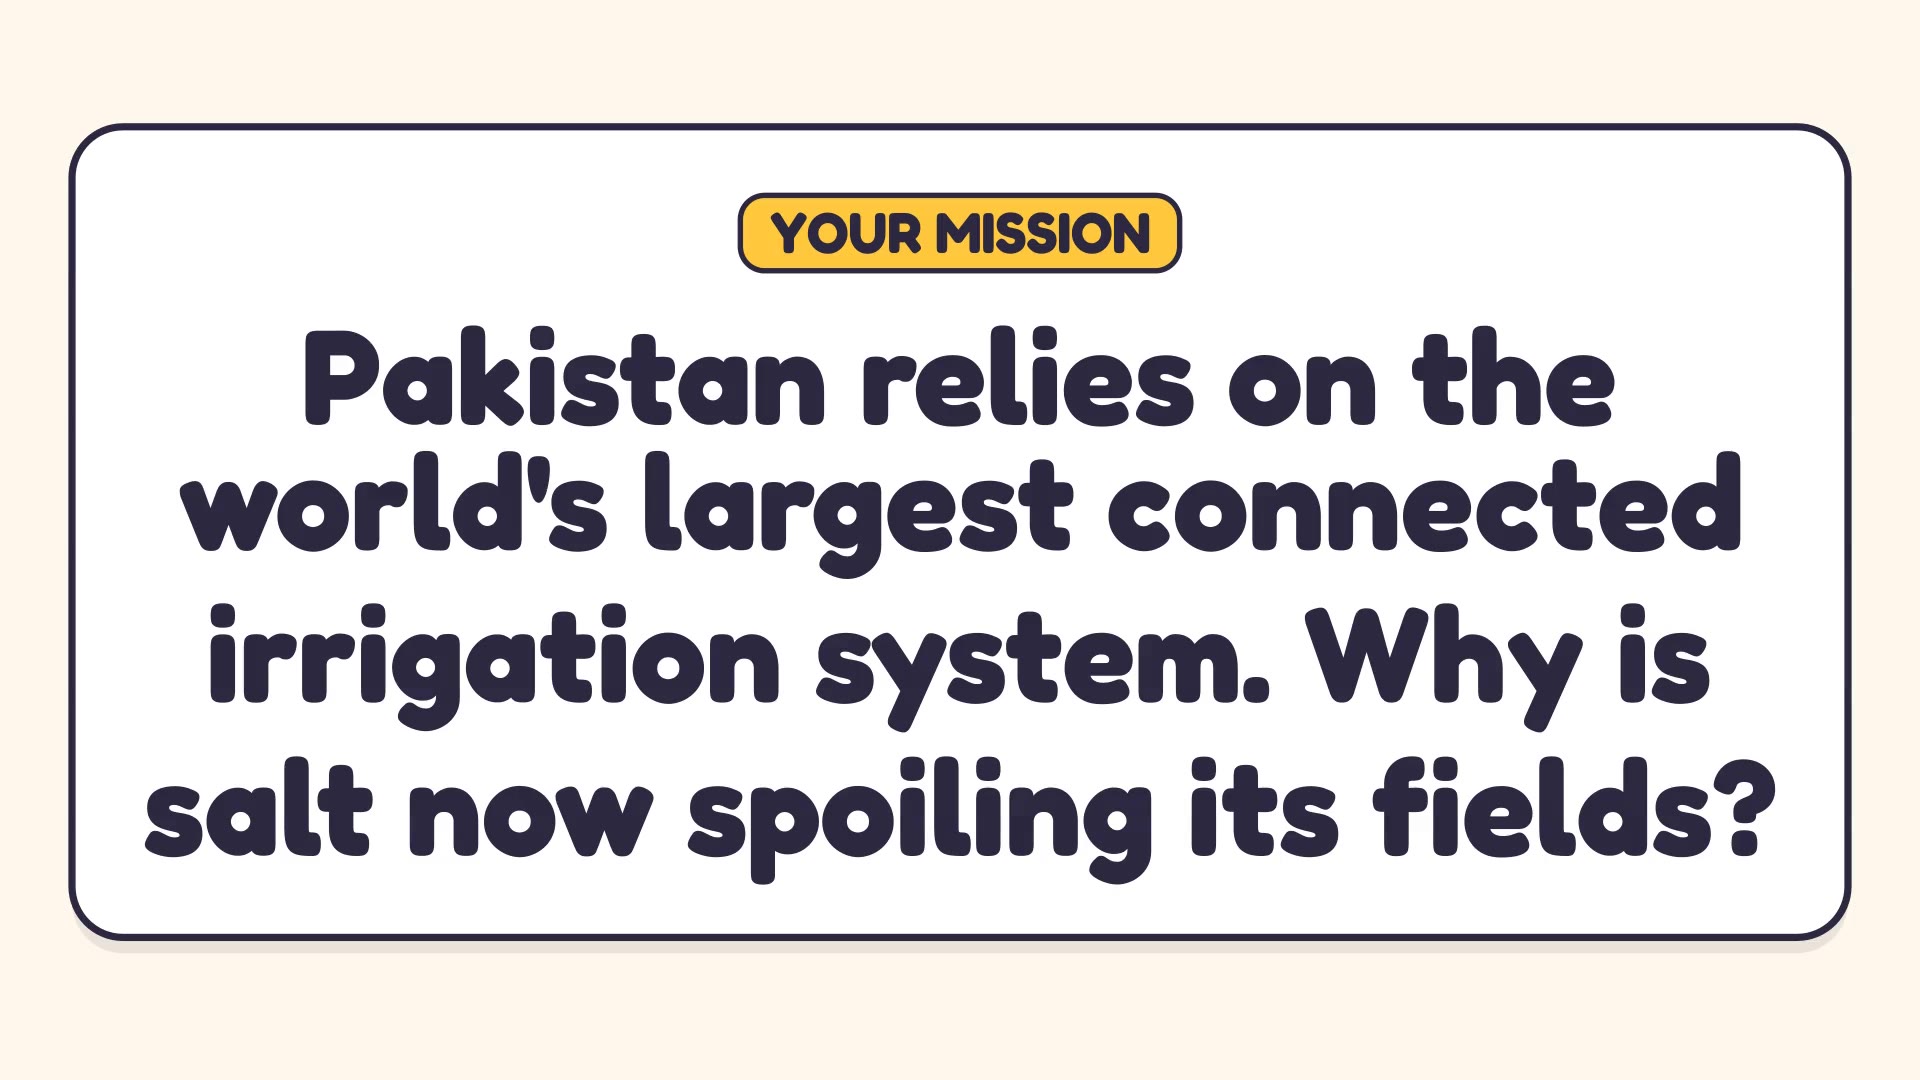 YOUR MISSION
Pakistan relies on the
world's largest connected
irrigation system. Why is
salt now spoiling its fields?